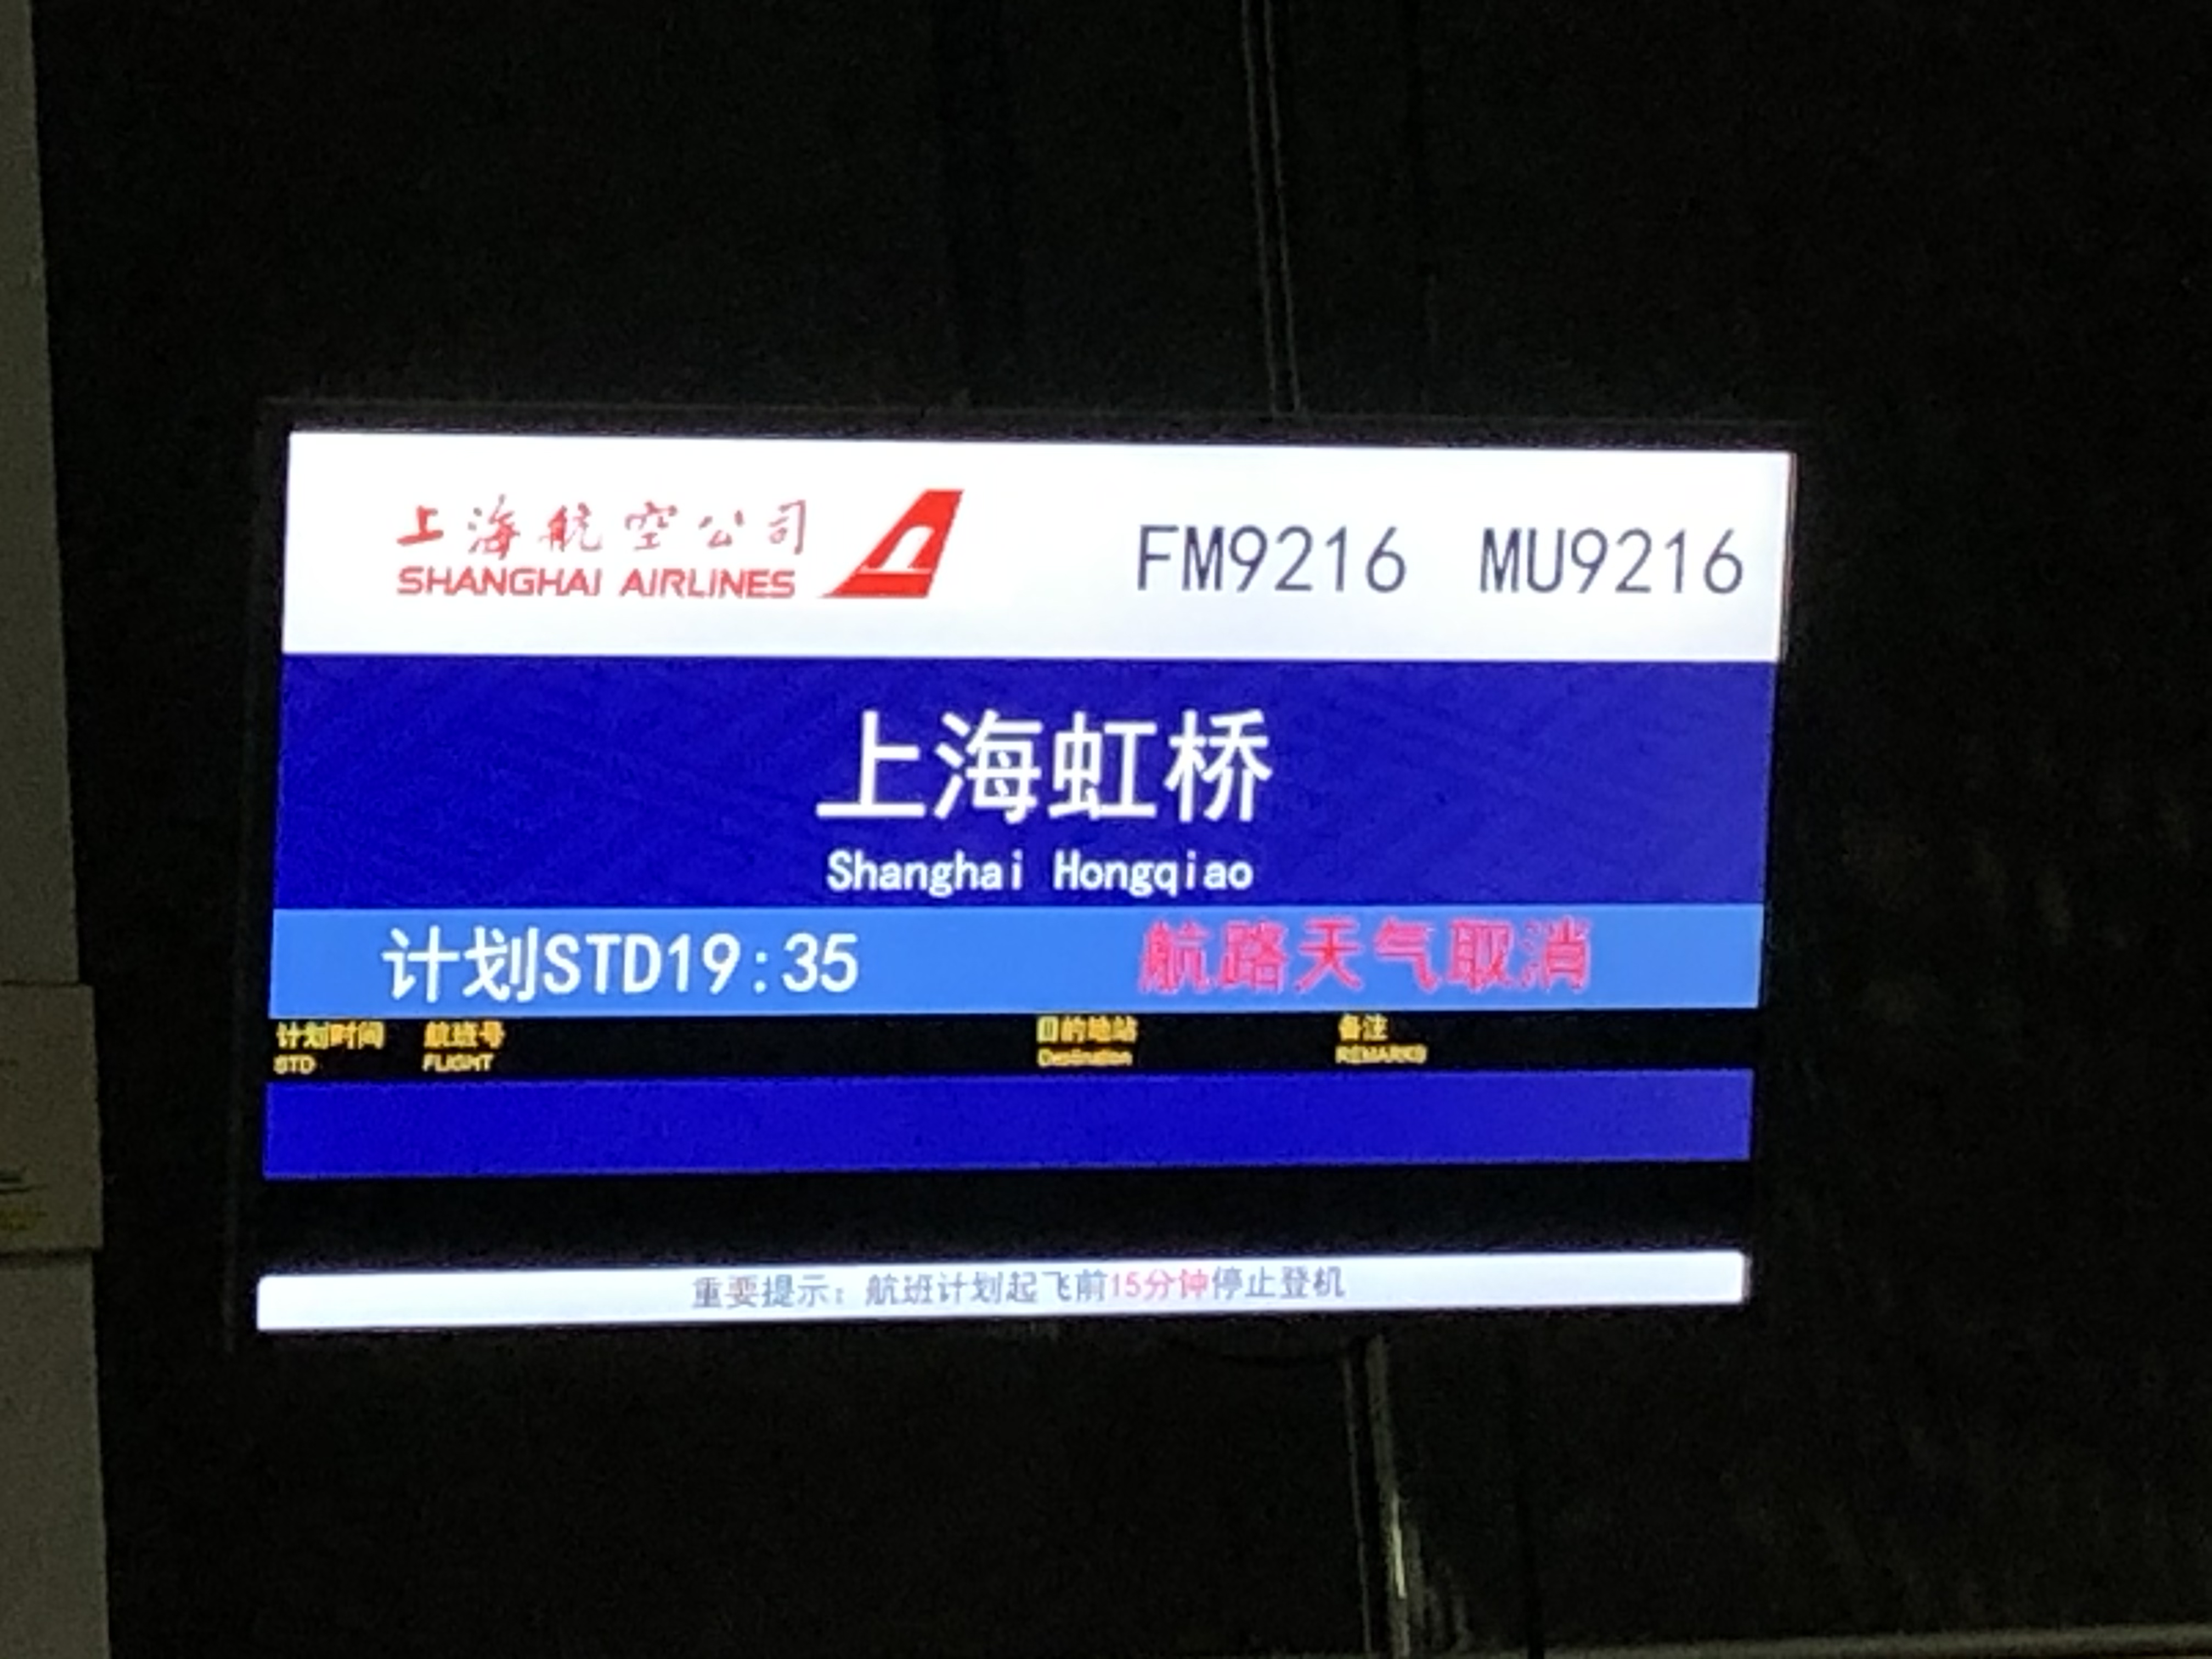 上海航空公司
SHANGHAI AIRLINES
FM9216 MU9216
上海虹桥
Shanghai Hongqiao
计划STD19:35 航路天气取消
计划时间 航班号 目的地站 备注
STD FLIGHT Destination REMARKS
重要提示：航班计划起飞前15分钟停止登机